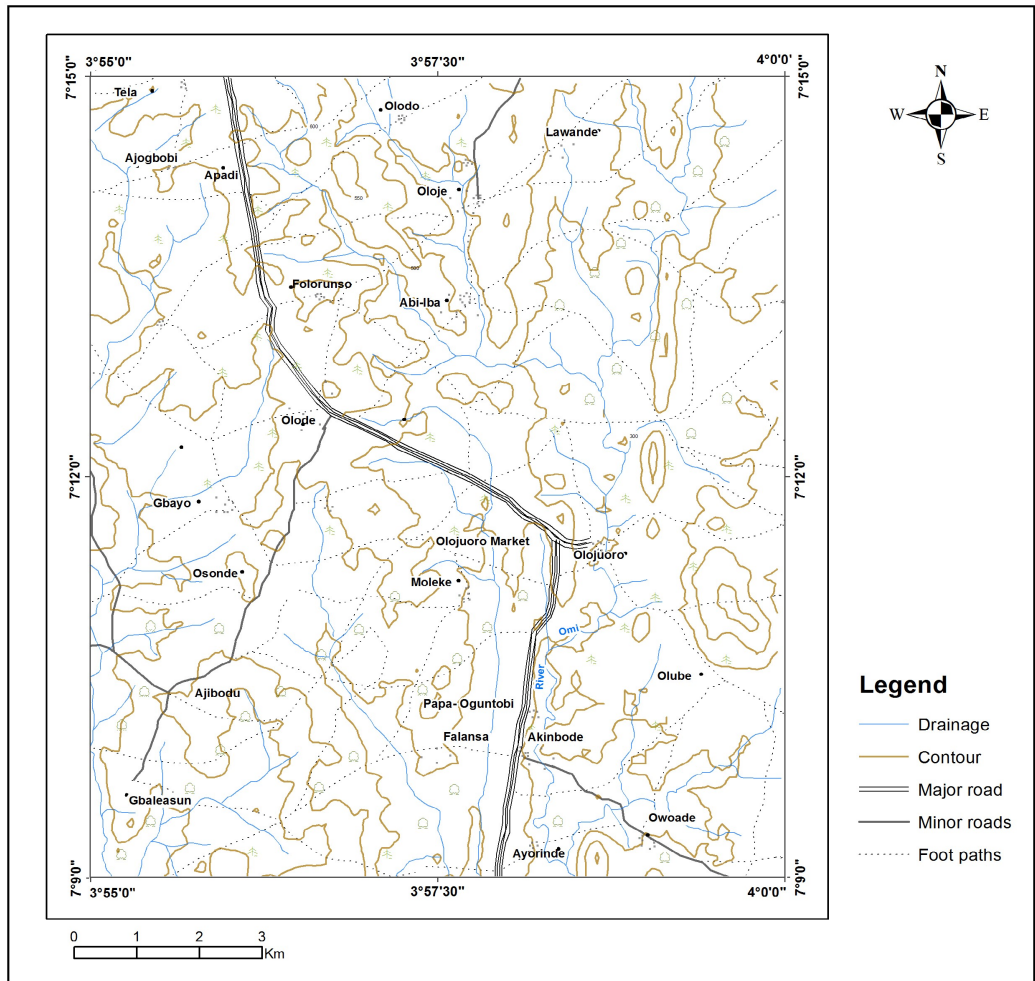 3°55'0"
3°57'30"
4°0'0'
7°15'0"
7°15'0"
N
W
E
S
Tela
Olodo
600
Lawande
Ajogbobi
Apadi
Oloje
550
500
Folorunso
Abi-Iba
Olode
300
7°12'0"
7°12'0"
Gbayo
Olojuoro Market
Olojuoro
Osonde
Moleke
Omi
River
Olube
Ajibodu
Papa- Oguntobi
Falansa
Akinbode
Gbaleasun
Owoade
Ayorinde
7°9'0"
7°9'0"
3°55'0"
3°57'30"
4°0'0"
Legend
Drainage
Contour
Major road
Minor roads
Foot paths
0
1
2
3
Km